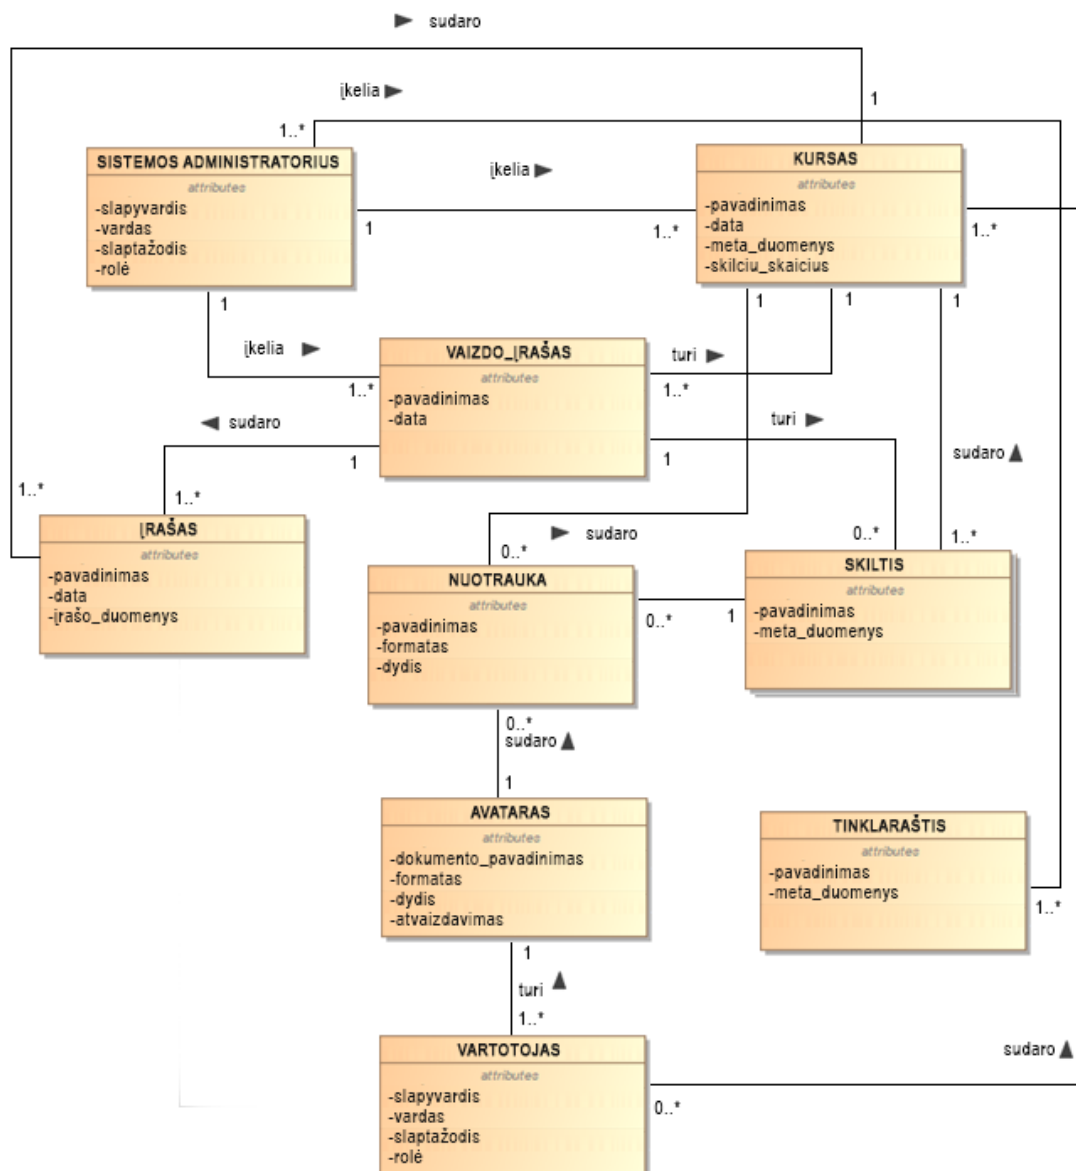 sudaro
įkelia
1
1..*
SISTEMOS ADMINISTRATORIUS
attributes
-slapyvardis
-vardas
-slaptažodis
-rolė
įkelia
1
1..*
KURSAS
attributes
-pavadinimas
-data
-meta_duomenys
-skilciu_skaicius
1..*
1
1
1
1
įkelia
1..*
VAIZDO_ĮRAŠAS
attributes
-pavadinimas
-data
turi
1..*
sudaro
1
turi
1
sudaro
1..*
1..*
ĮRAŠAS
attributes
-pavadinimas
-data
-įrašo_duomenys
sudaro
0..*
0..*
1..*
NUOTRAUKA
attributes
-pavadinimas
-formatas
-dydis
0..*
1
SKILTIS
attributes
-pavadinimas
-meta_duomenys
0..*
sudaro
1
AVATARAS
attributes
-dokumento_pavadinimas
-formatas
-dydis
-atvaizdavimas
TINKLARAŠTIS
attributes
-pavadinimas
-meta_duomenys
1..*
1
turi
1..*
VARTOTOJAS
attributes
-slapyvardis
-vardas
-slaptažodis
-rolė
sudaro
0..*